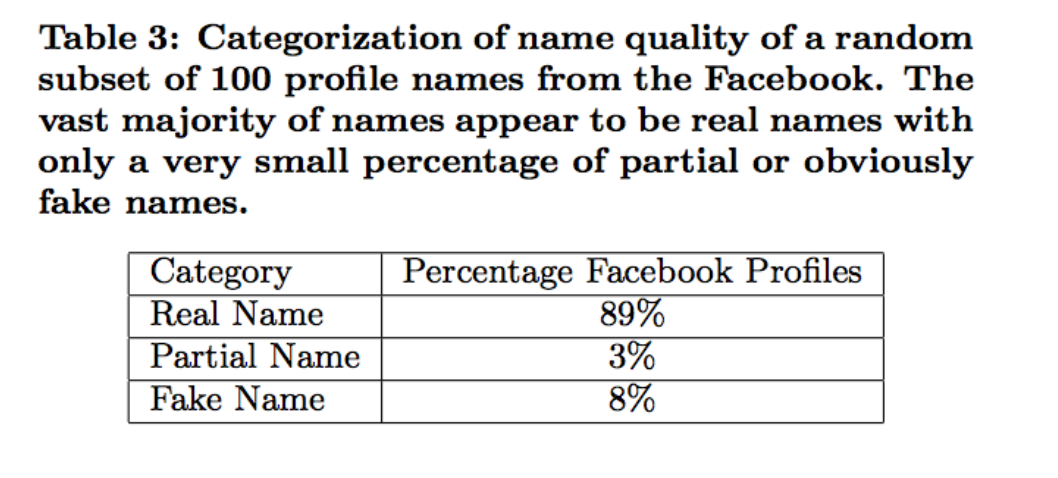 Table 3: Categorization of name quality of a random
subset of 100 profile names from the Facebook. The
vast majority of names appear to be real names with
only a very small percentage of partial or obviously
fake names.
Category Percentage Facebook Profiles
Real Name 89%
Partial Name 3%
Fake Name 8%